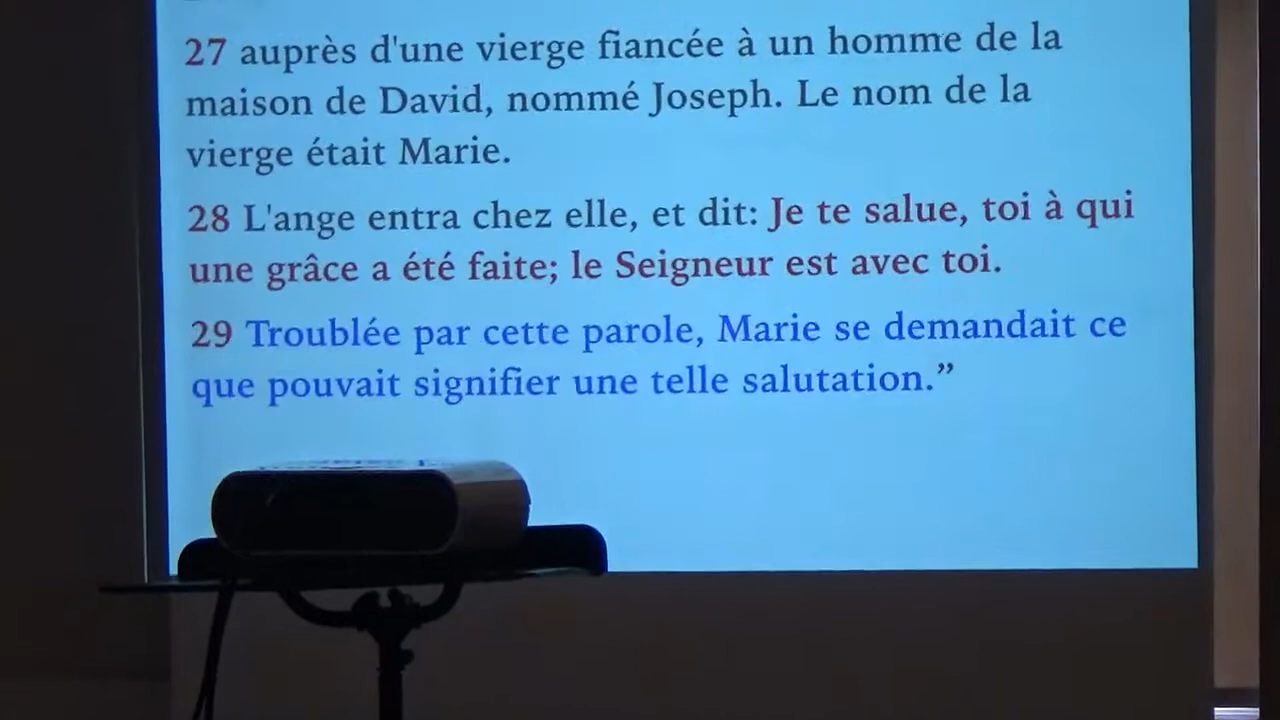 27 auprès d'une vierge fiancée à un homme de la
maison de David, nommé Joseph. Le nom de la
vierge était Marie.
28 L'ange entra chez elle, et dit: Je te salue, toi à qui
une grâce a été faite; le Seigneur est avec toi.
29 Troublée par cette parole, Marie se demandait ce
que pouvait signifier une telle salutation.”